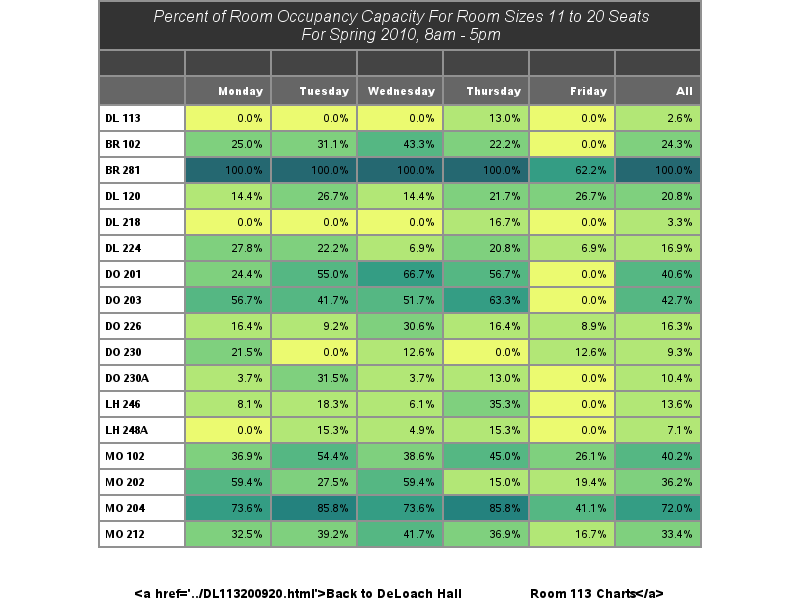 Percent of Room Occupancy Capacity For Room Sizes 11 to 20 Seats
For Spring 2010, 8am - 5pm
Monday Tuesday Wednesday Thursday Friday All
DL 113 0.0% 0.0% 0.0% 13.0% 0.0% 2.6%
BR 102 25.0% 31.1% 43.3% 22.2% 0.0% 24.3%
BR 281 100.0% 100.0% 100.0% 100.0% 62.2% 100.0%
DL 120 14.4% 26.7% 14.4% 21.7% 26.7% 20.8%
DL 218 0.0% 0.0% 0.0% 16.7% 0.0% 3.3%
DL 224 27.8% 22.2% 6.9% 20.8% 6.9% 16.9%
DO 201 24.4% 55.0% 66.7% 56.7% 0.0% 40.6%
DO 203 56.7% 41.7% 51.7% 63.3% 0.0% 42.7%
DO 226 16.4% 9.2% 30.6% 16.4% 8.9% 16.3%
DO 230 21.5% 0.0% 12.6% 0.0% 12.6% 9.3%
DO 230A 3.7% 31.5% 3.7% 13.0% 0.0% 10.4%
LH 246 8.1% 18.3% 6.1% 35.3% 0.0% 13.6%
LH 248A 0.0% 15.3% 4.9% 15.3% 0.0% 7.1%
MO 102 36.9% 54.4% 38.6% 45.0% 26.1% 40.2%
MO 202 59.4% 27.5% 59.4% 15.0% 19.4% 36.2%
MO 204 73.6% 85.8% 73.6% 85.8% 41.1% 72.0%
MO 212 32.5% 39.2% 41.7% 36.9% 16.7% 33.4%
<a href='../DL113200920.html'>Back to DeLoach Hall Room 113 Charts</a>